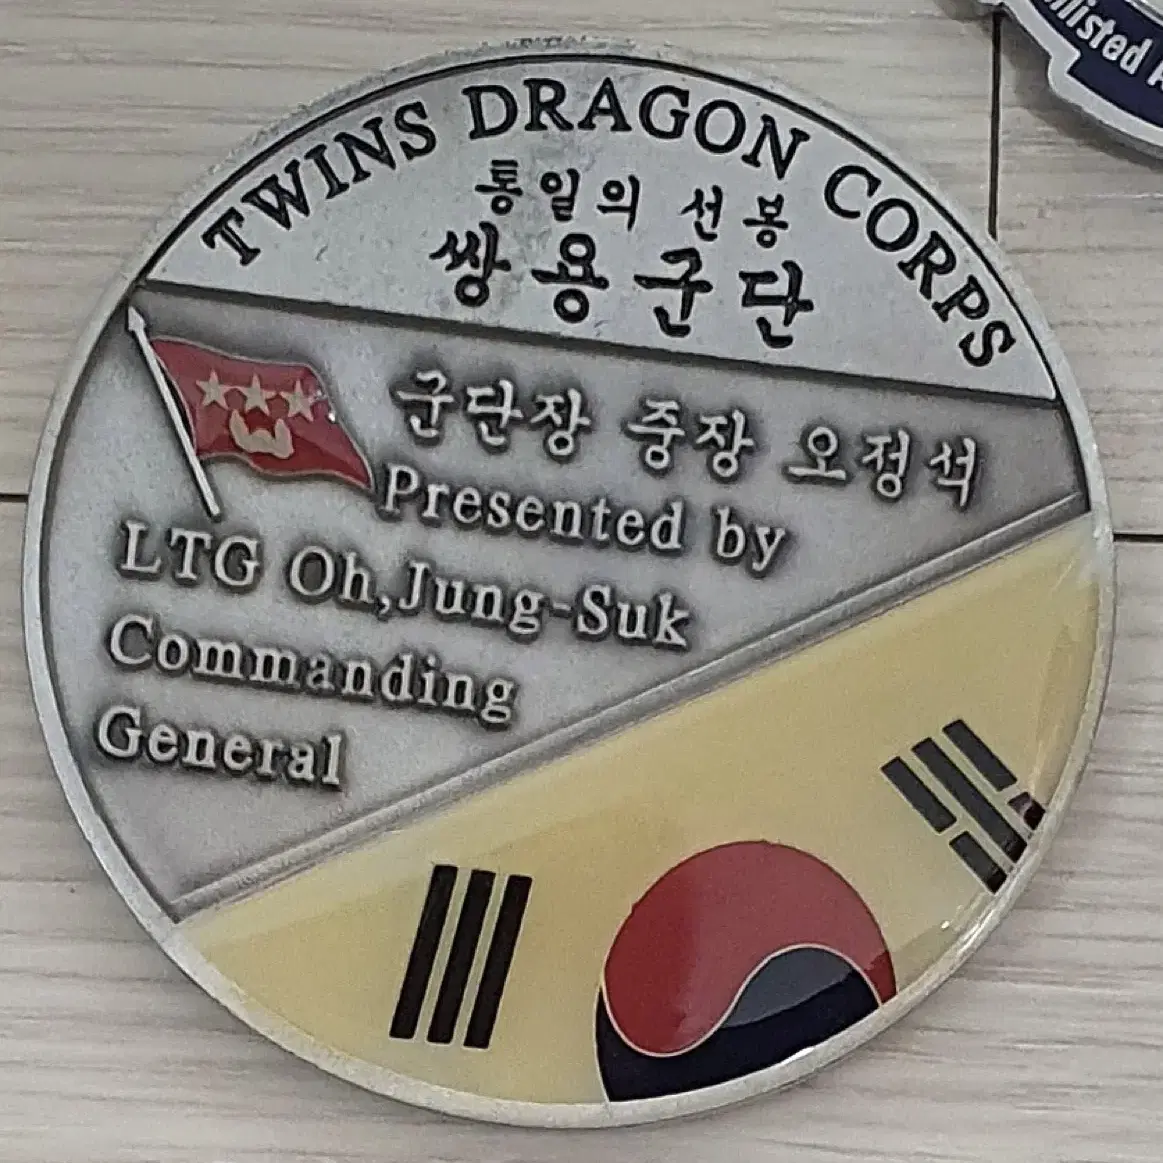 TWINS DRAGON CORPS
통일의 선봉
쌍용군단
군단장 중장 오정석
Presented by
LTG Oh,Jung-Suk
Commanding
General